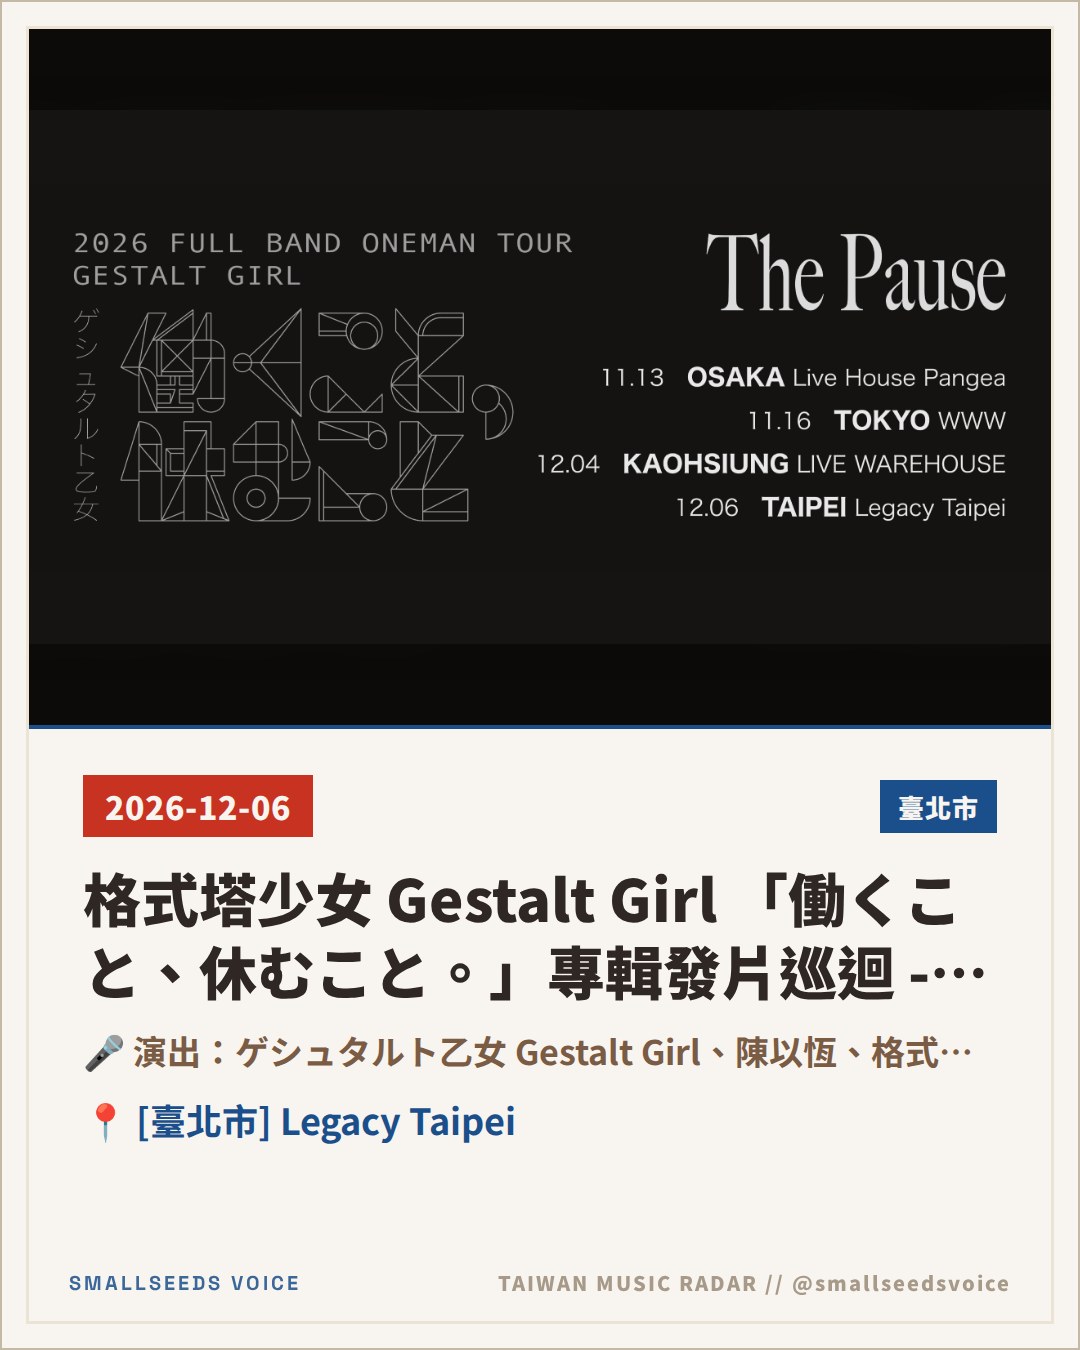 2026 FULL BAND ONEMAN TOUR
GESTALT GIRL
ゲシュタルト乙女
働くこと,
休むこと
The Pause
11.13 OSAKA Live House Pangea
11.16 TOKYO WWW
12.04 KAOHSIUNG LIVE WAREHOUSE
12.06 TAIPEI Legacy Taipei
2026-12-06
臺北市
格式塔少女 Gestalt Girl 「働くこ
と、休むこと。」專輯發片巡迴 -…
🎤 演出：ゲシュタルト乙女 Gestalt Girl、陳以恆、格式…
📍 [臺北市] Legacy Taipei
SMALLSEEDS VOICE
TAIWAN MUSIC RADAR // @smallseedsvoice